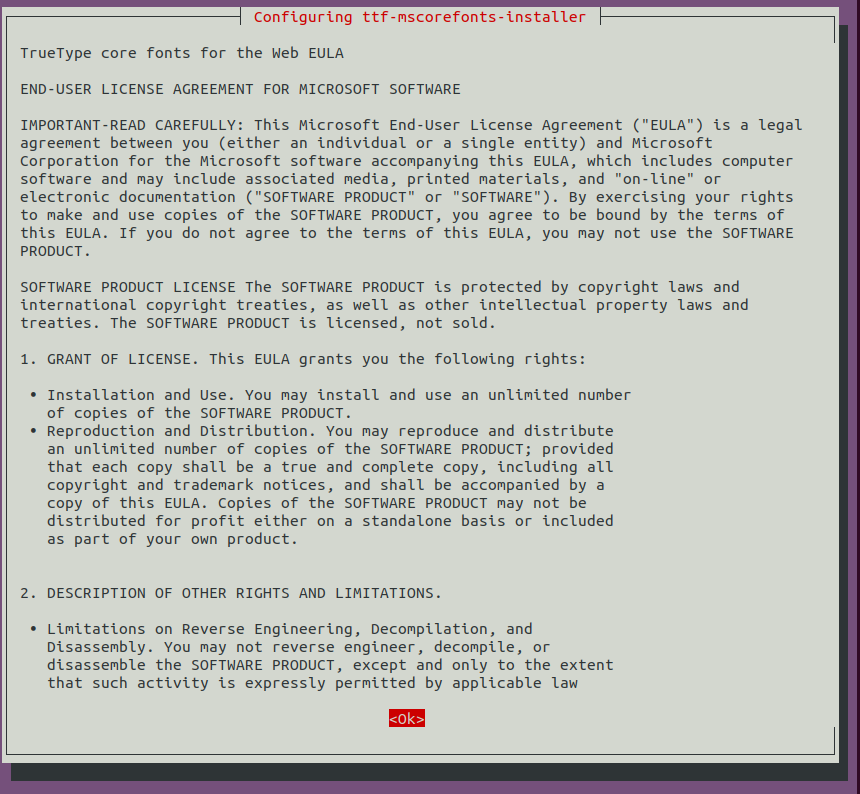 Configuring ttf-mscorefonts-installer
TrueType core fonts for the Web EULA
END-USER LICENSE AGREEMENT FOR MICROSOFT SOFTWARE
IMPORTANT-READ CAREFULLY: This Microsoft End-User License Agreement ("EULA") is a legal
agreement between you (either an individual or a single entity) and Microsoft
Corporation for the Microsoft software accompanying this EULA, which includes computer
software and may include associated media, printed materials, and "on-line" or
electronic documentation ("SOFTWARE PRODUCT" or "SOFTWARE"). By exercising your rights
to make and use copies of the SOFTWARE PRODUCT, you agree to be bound by the terms of
this EULA. If you do not agree to the terms of this EULA, you may not use the SOFTWARE
PRODUCT.
SOFTWARE PRODUCT LICENSE The SOFTWARE PRODUCT is protected by copyright laws and
international copyright treaties, as well as other intellectual property laws and
treaties. The SOFTWARE PRODUCT is licensed, not sold.
1. GRANT OF LICENSE. This EULA grants you the following rights:
• Installation and Use. You may install and use an unlimited number
of copies of the SOFTWARE PRODUCT.
• Reproduction and Distribution. You may reproduce and distribute
an unlimited number of copies of the SOFTWARE PRODUCT; provided
that each copy shall be a true and complete copy, including all
copyright and trademark notices, and shall be accompanied by a
copy of this EULA. Copies of the SOFTWARE PRODUCT may not be
distributed for profit either on a standalone basis or included
as part of your own product.
2. DESCRIPTION OF OTHER RIGHTS AND LIMITATIONS.
• Limitations on Reverse Engineering, Decompilation, and
Disassembly. You may not reverse engineer, decompile, or
disassemble the SOFTWARE PRODUCT, except and only to the extent
that such activity is expressly permitted by applicable law
<Ok>